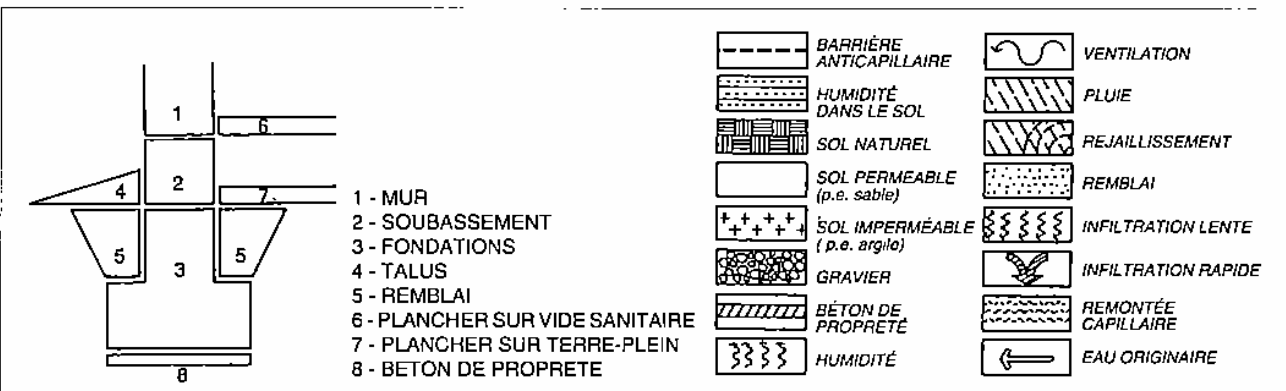 1
6
2
4
7
5
5
3
8
1 - MUR
2 - SOUBASSEMENT
3 - FONDATIONS
4 - TALUS
5 - REMBLAI
6 - PLANCHER SUR VIDE SANITAIRE
7 - PLANCHER SUR TERRE-PLEIN
8 - BETON DE PROPRETE
BARRIÈRE
ANTICAPILLAIRE
HUMIDITÉ
DANS LE SOL
SOL NATUREL
SOL PERMEABLE
(p.e. sable)
SOL IMPERMÉABLE
(p.e. argilo)
GRAVIER
BÉTON DE
PROPRETÉ
HUMIDITÉ
VENTILATION
PLUIE
REJAILLISSEMENT
REMBLAI
INFILTRATION LENTE
INFILTRATION RAPIDE
REMONTÉE
CAPILLAIRE
EAU ORIGINAIRE